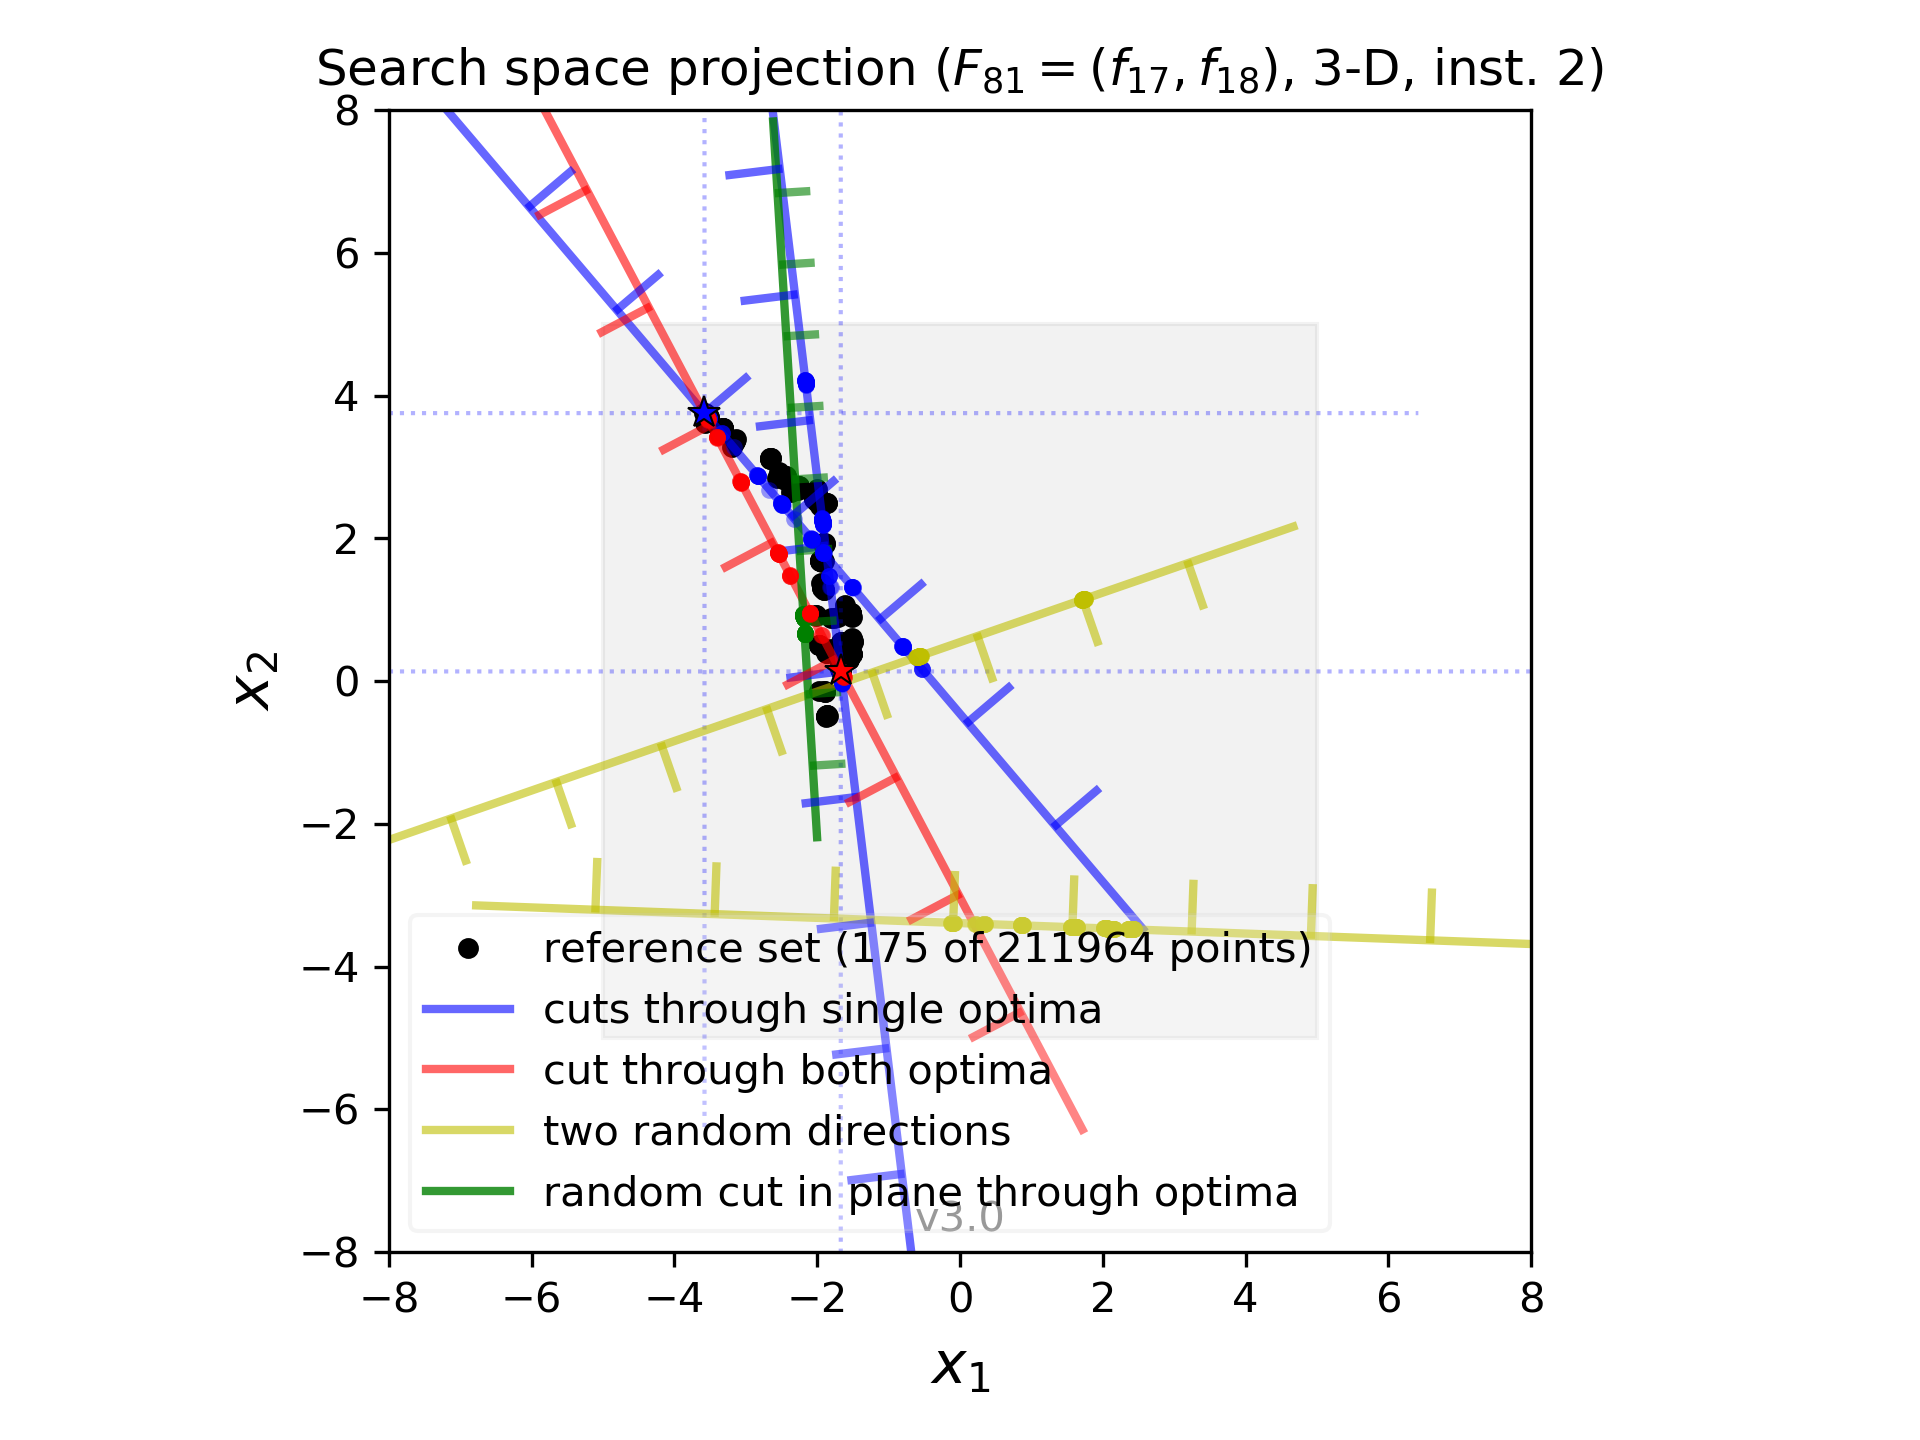 Search space projection (F81 = (f17, f18), 3-D, inst. 2)
8
6
4
2
0
−2
−4
−6
−8
x2
reference set (175 of 211964 points)
cuts through single optima
cut through both optima
two random directions
random cut in plane through optima
v3.0
−8 −6 −4 −2 0 2 4 6 8
x1